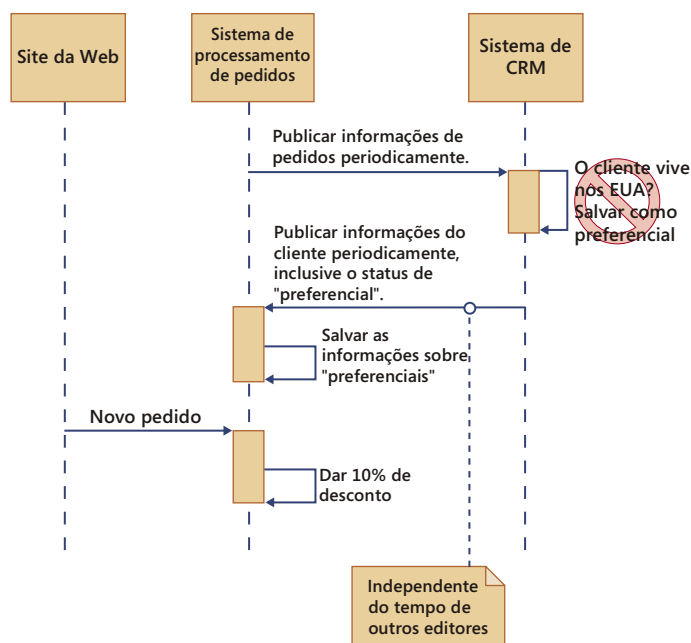 Site da Web
Sistema de
processamento
de pedidos
Sistema de
CRM
Publicar informações de
pedidos periodicamente.
O cliente vive
nos EUA?
Salvar como
preferencial
Publicar informações do
cliente periodicamente,
inclusive o status de
"preferencial".
Salvar as
informações sobre
"preferenciais"
Novo pedido
Dar 10% de
desconto
Independente
do tempo de
outros editores